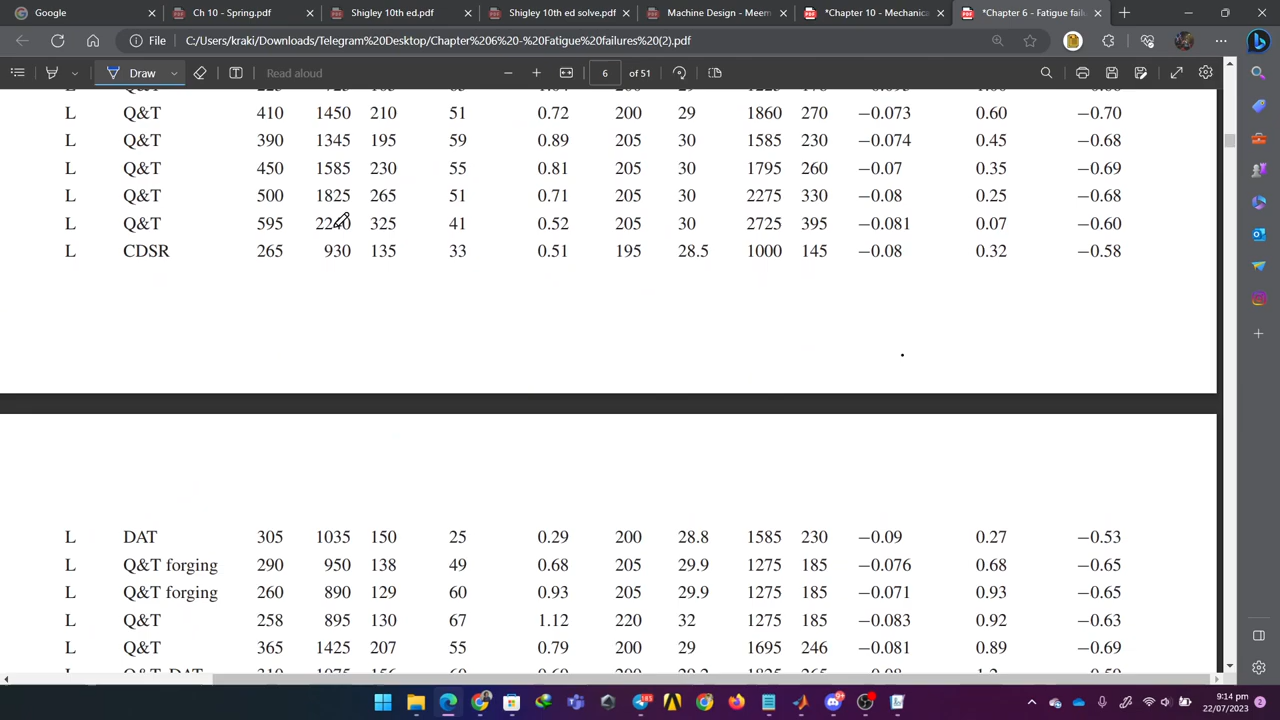 Google
Ch 10 - Spring.pdf
Shigley 10th ed.pdf
Shigley 10th ed solve.pdf
Machine Design - Meem
*Chapter 10 - Mechanica
*Chapter 6 - Fatigue failu
File
C:/Users/kraki/Downloads/Telegram%20Desktop/Chapter%206%20-%20Fatigue%20failures%20(2).pdf
Draw
Read aloud
6 of 51
L Q&T 410 1450 210 51 0.72 200 29 1860 270 −0.073 0.60 −0.70
L Q&T 390 1345 195 59 0.89 205 30 1585 230 −0.074 0.44 −0.68
L Q&T 450 1585 230 55 0.81 205 30 1795 260 −0.07 0.35 −0.69
L Q&T 500 1825 265 51 0.71 205 30 2275 330 −0.08 0.25 −0.68
L Q&T 595 2240 325 41 0.52 205 30 2725 395 −0.081 0.07 −0.60
L CDSR 265 930 135 33 0.51 195 28.5 1000 145 −0.08 0.32 −0.58
L DAT 305 1035 150 25 0.29 200 28.8 1585 230 −0.09 0.27 −0.53
L Q&T forging 290 950 138 49 0.68 205 29.9 1275 185 −0.076 0.68 −0.65
L Q&T forging 260 890 129 60 0.93 205 29.9 1275 185 −0.071 0.93 −0.65
L Q&T 258 895 130 67 1.12 220 32 1275 185 −0.083 0.92 −0.63
L Q&T 365 1425 207 55 0.79 200 29 1695 246 −0.081 0.89 −0.69
9:14 pm
22/07/2023